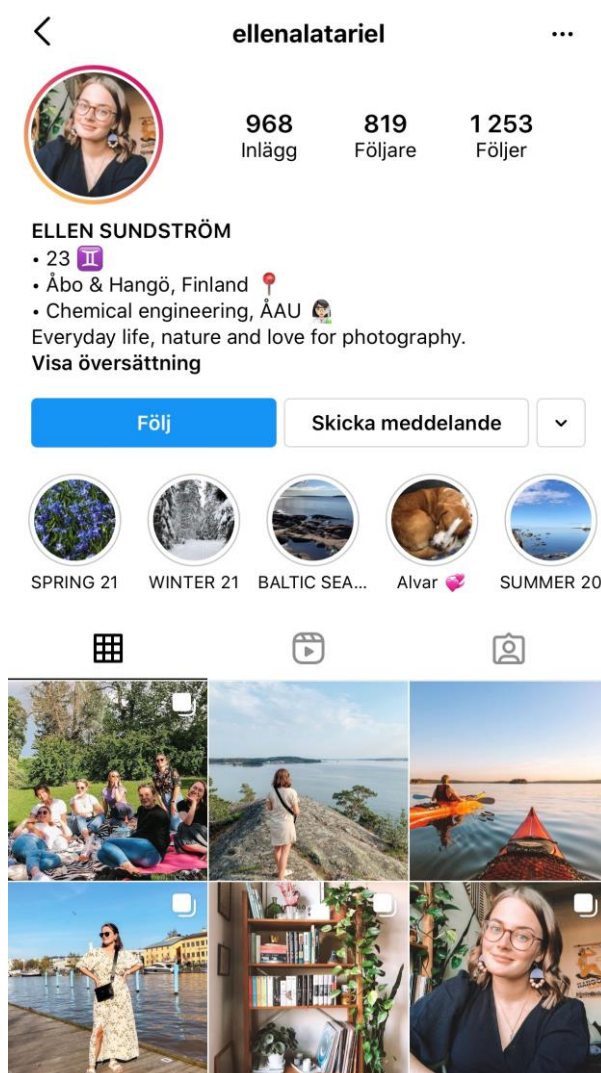 ellenalatariel
968 819 1 253
Inlägg Följare Följer
ELLEN SUNDSTRÖM
• 23 ♊
• Åbo & Hangö, Finland 📍
• Chemical engineering, ÅAU 👩🏻‍🔬
Everyday life, nature and love for photography.
Visa översättning
Följ Skicka meddelande
SPRING 21 WINTER 21 BALTIC SEA... Alvar 💞 SUMMER 20